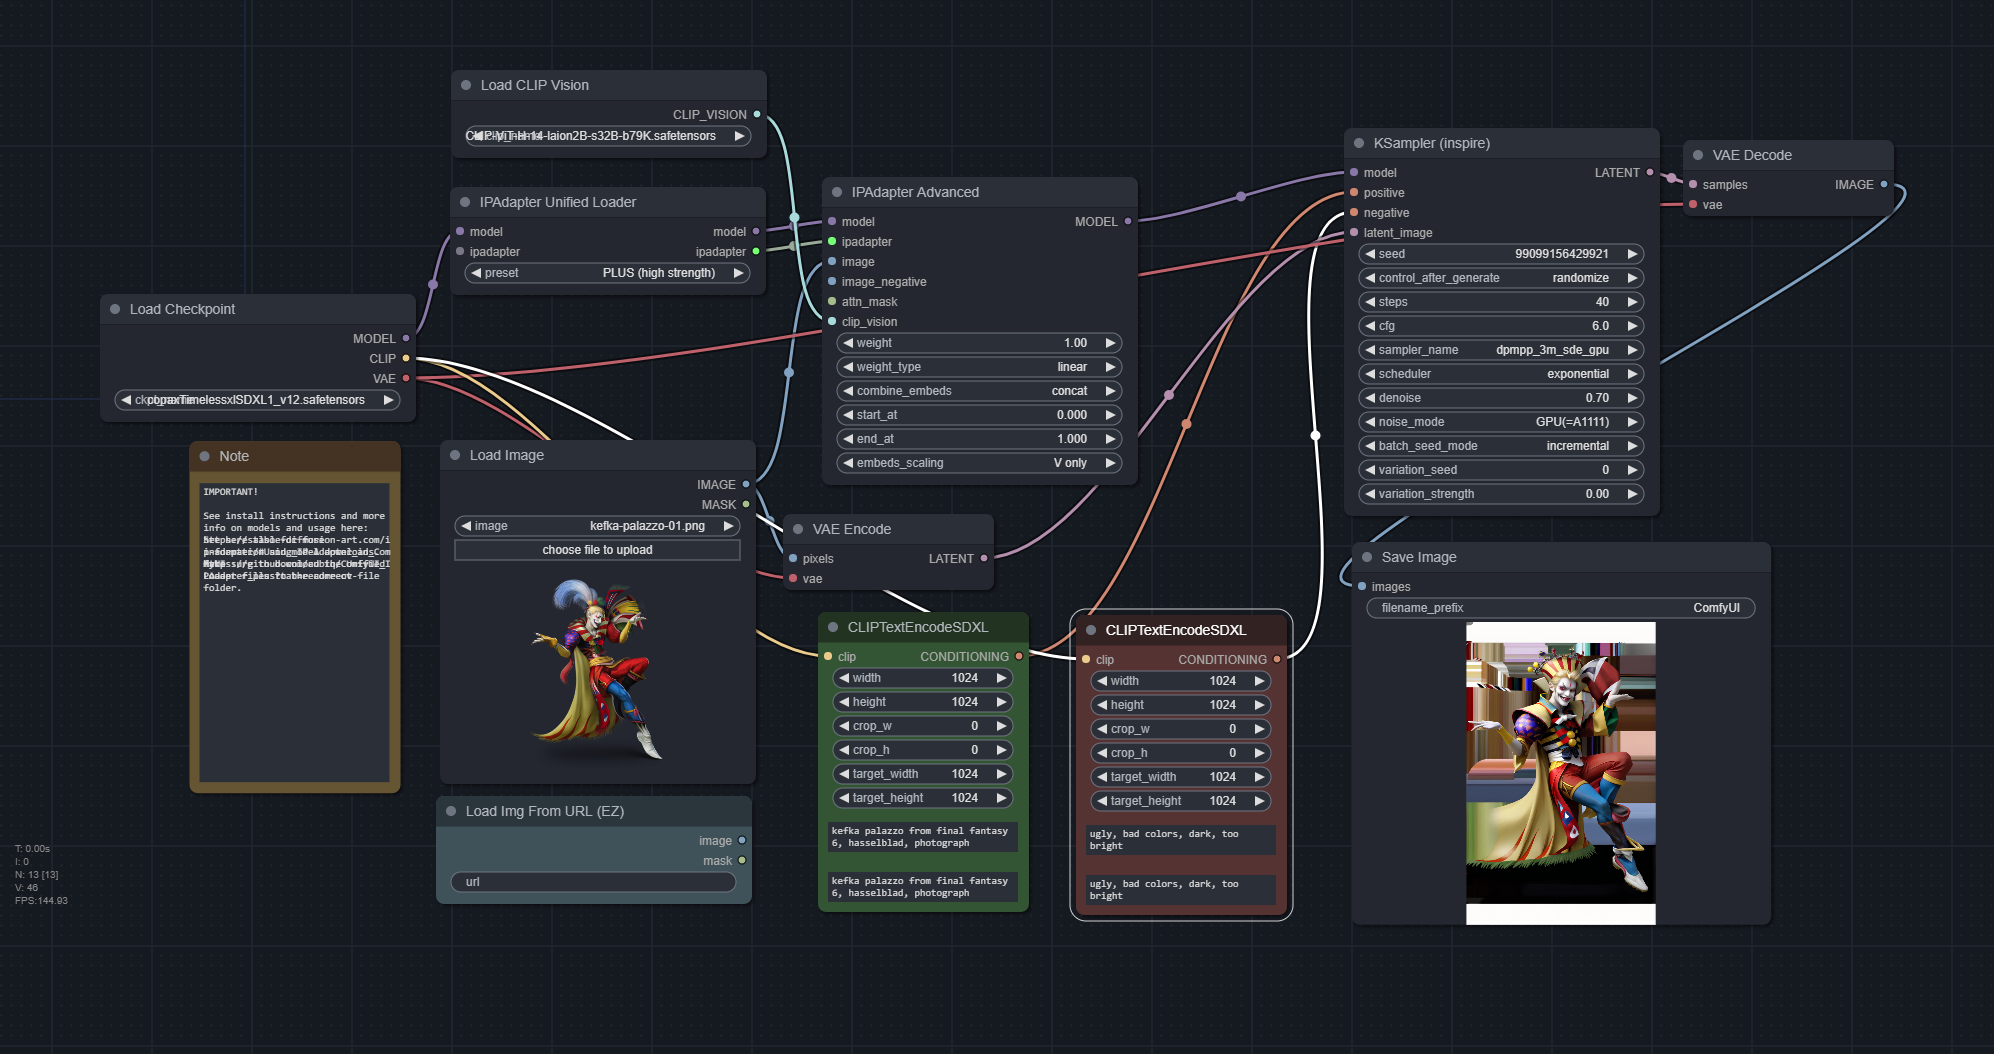 Load CLIP Vision
CLIP_VISION
CLIP-ViT-H-14-laion2B-s32B-b79K.safetensors
IPAdapter Unified Loader
model model
ipadapter ipadapter
preset PLUS (high strength)
Load Checkpoint
MODEL
CLIP
VAE
TimelessxlSDXL1_v12.safetensors
Note
IMPORTANT!
See install instructions and more
info on models and usage here:
folder.
Load Image
IMAGE
MASK
image kefka-palazzo-01.png
choose file to upload
Load Img From URL (EZ)
image
mask
url
IPAdapter Advanced
model MODEL
ipadapter
image
image_negative
attn_mask
clip_vision
weight 1.00
weight_type linear
combine_embeds concat
start_at 0.000
end_at 1.000
embeds_scaling V only
VAE Encode
pixels LATENT
vae
CLIPTextEncodeSDXL
clip CONDITIONING
width 1024
height 1024
crop_w 0
crop_h 0
target_width 1024
target_height 1024
kefka palazzo from final fantasy
6, hasselblad, photograph
kefka palazzo from final fantasy
6, hasselblad, photograph
CLIPTextEncodeSDXL
clip CONDITIONING
width 1024
height 1024
crop_w 0
crop_h 0
target_width 1024
target_height 1024
ugly, bad colors, dark, too
bright
ugly, bad colors, dark, too
bright
KSampler (inspire)
model LATENT
positive
negative
latent_image
seed 99099156429921
control_after_generate randomize
steps 40
cfg 6.0
sampler_name dpmpp_3m_sde_gpu
scheduler exponential
denoise 0.70
noise_mode GPU(=A1111)
batch_seed_mode incremental
variation_seed 0
variation_strength 0.00
VAE Decode
samples IMAGE
vae
Save Image
images
filename_prefix ComfyUI
T: 0.00s
I: 0
N: 13 [13]
V: 46
FPS:144.93